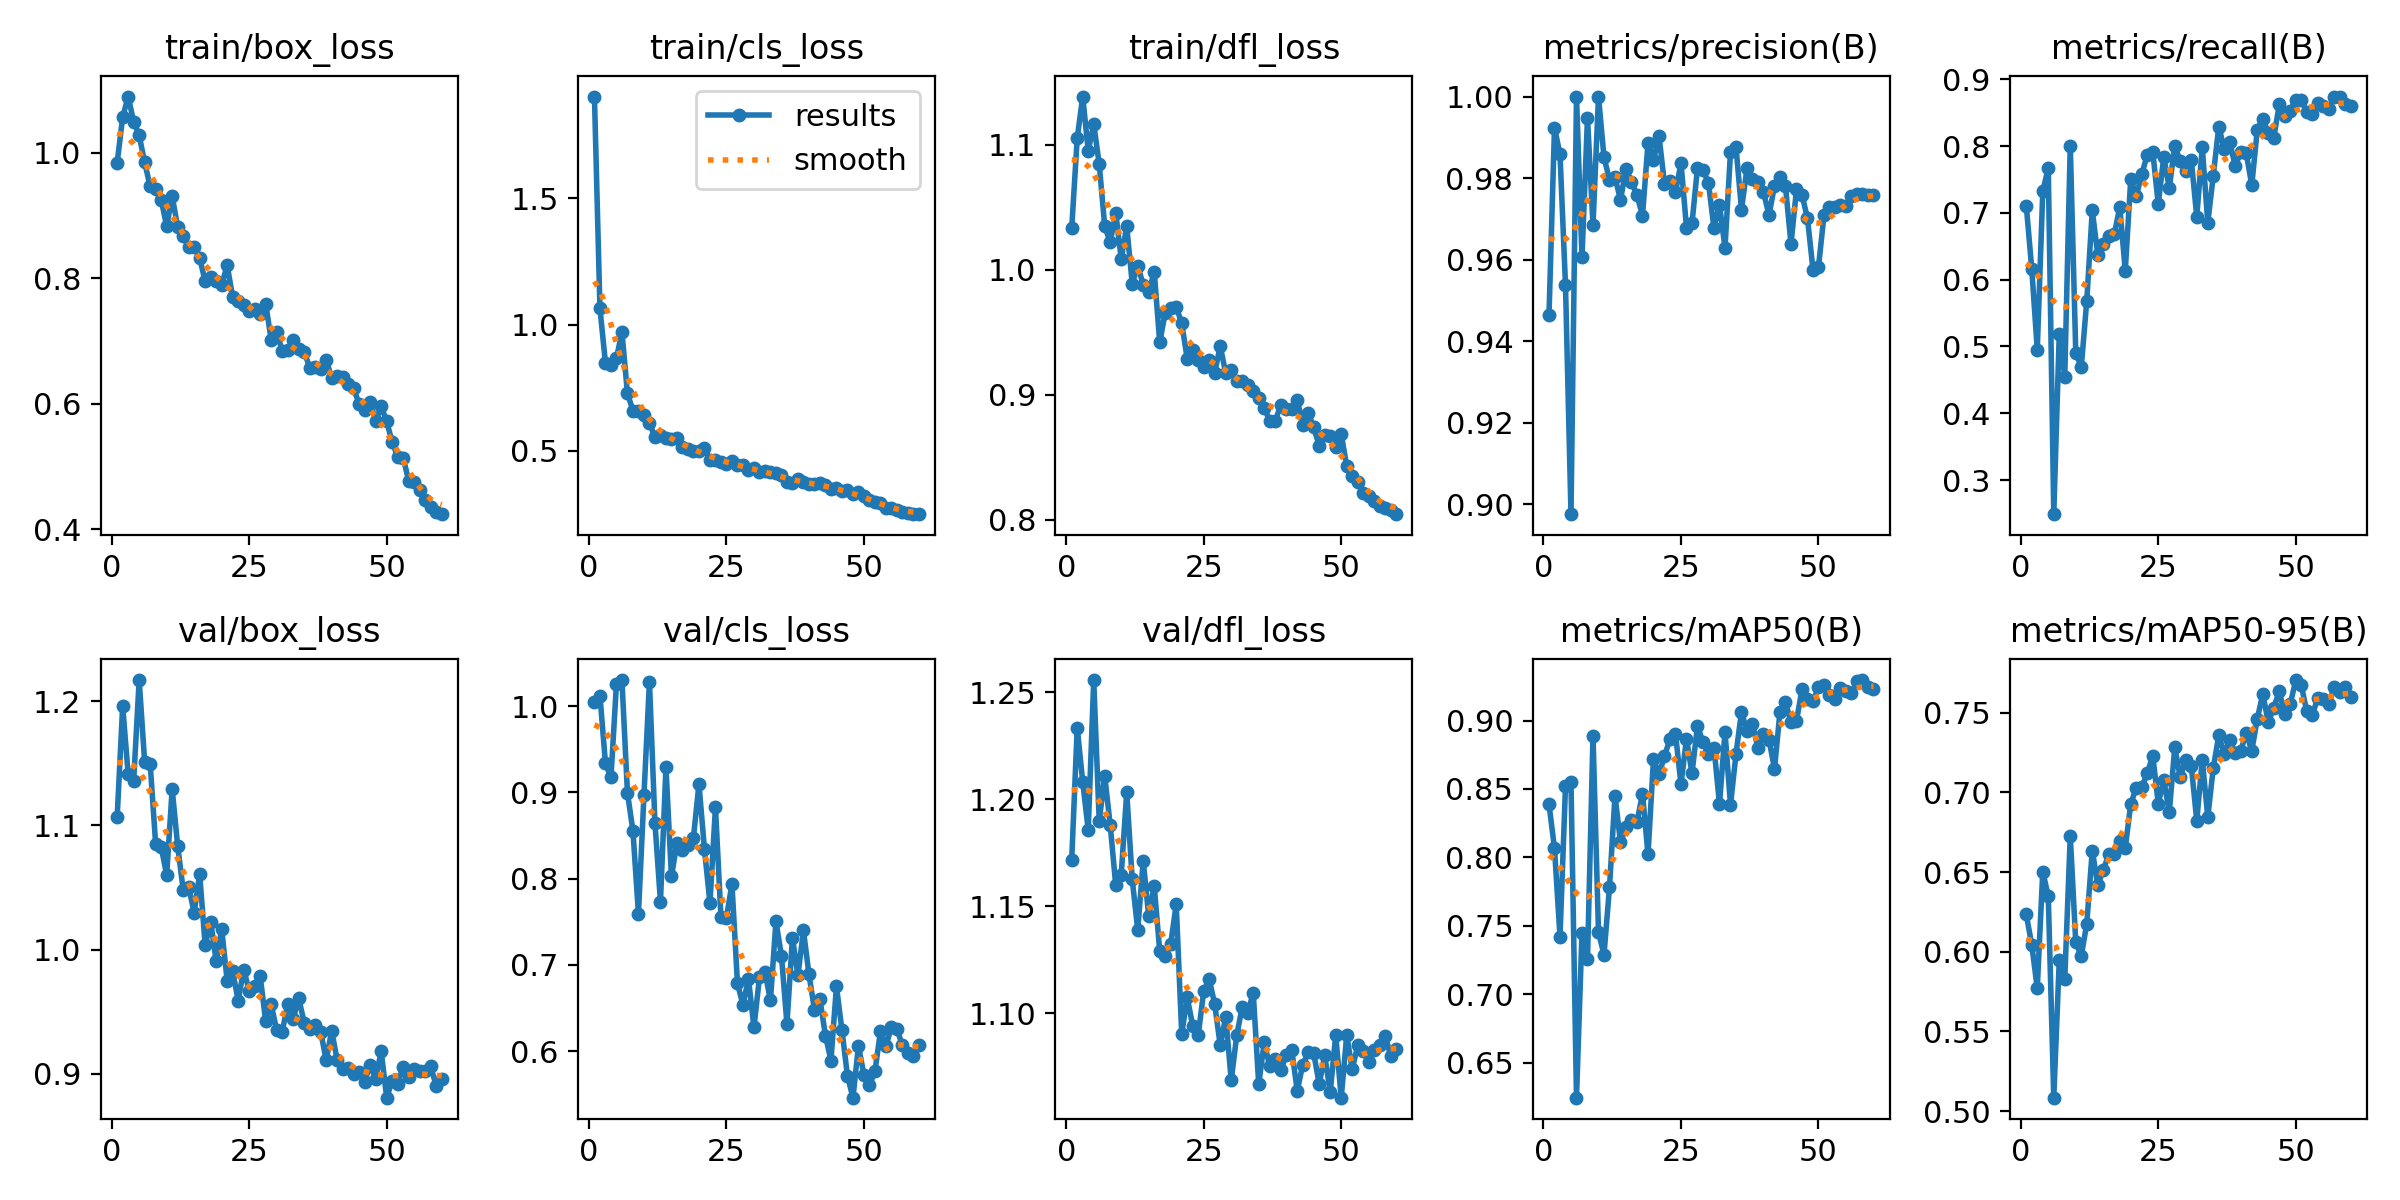 train/box_loss
1.0
0.8
0.6
0.4
0 25 50
train/cls_loss
results
smooth
1.5
1.0
0.5
0 25 50
train/dfl_loss
1.1
1.0
0.9
0.8
0 25 50
metrics/precision(B)
1.00
0.98
0.96
0.94
0.92
0.90
0 25 50
metrics/recall(B)
0.9
0.8
0.7
0.6
0.5
0.4
0.3
0 25 50
val/box_loss
1.2
1.1
1.0
0.9
0 25 50
val/cls_loss
1.0
0.9
0.8
0.7
0.6
0 25 50
val/dfl_loss
1.25
1.20
1.15
1.10
0 25 50
metrics/mAP50(B)
0.90
0.85
0.80
0.75
0.70
0.65
0 25 50
metrics/mAP50-95(B)
0.75
0.70
0.65
0.60
0.55
0.50
0 25 50